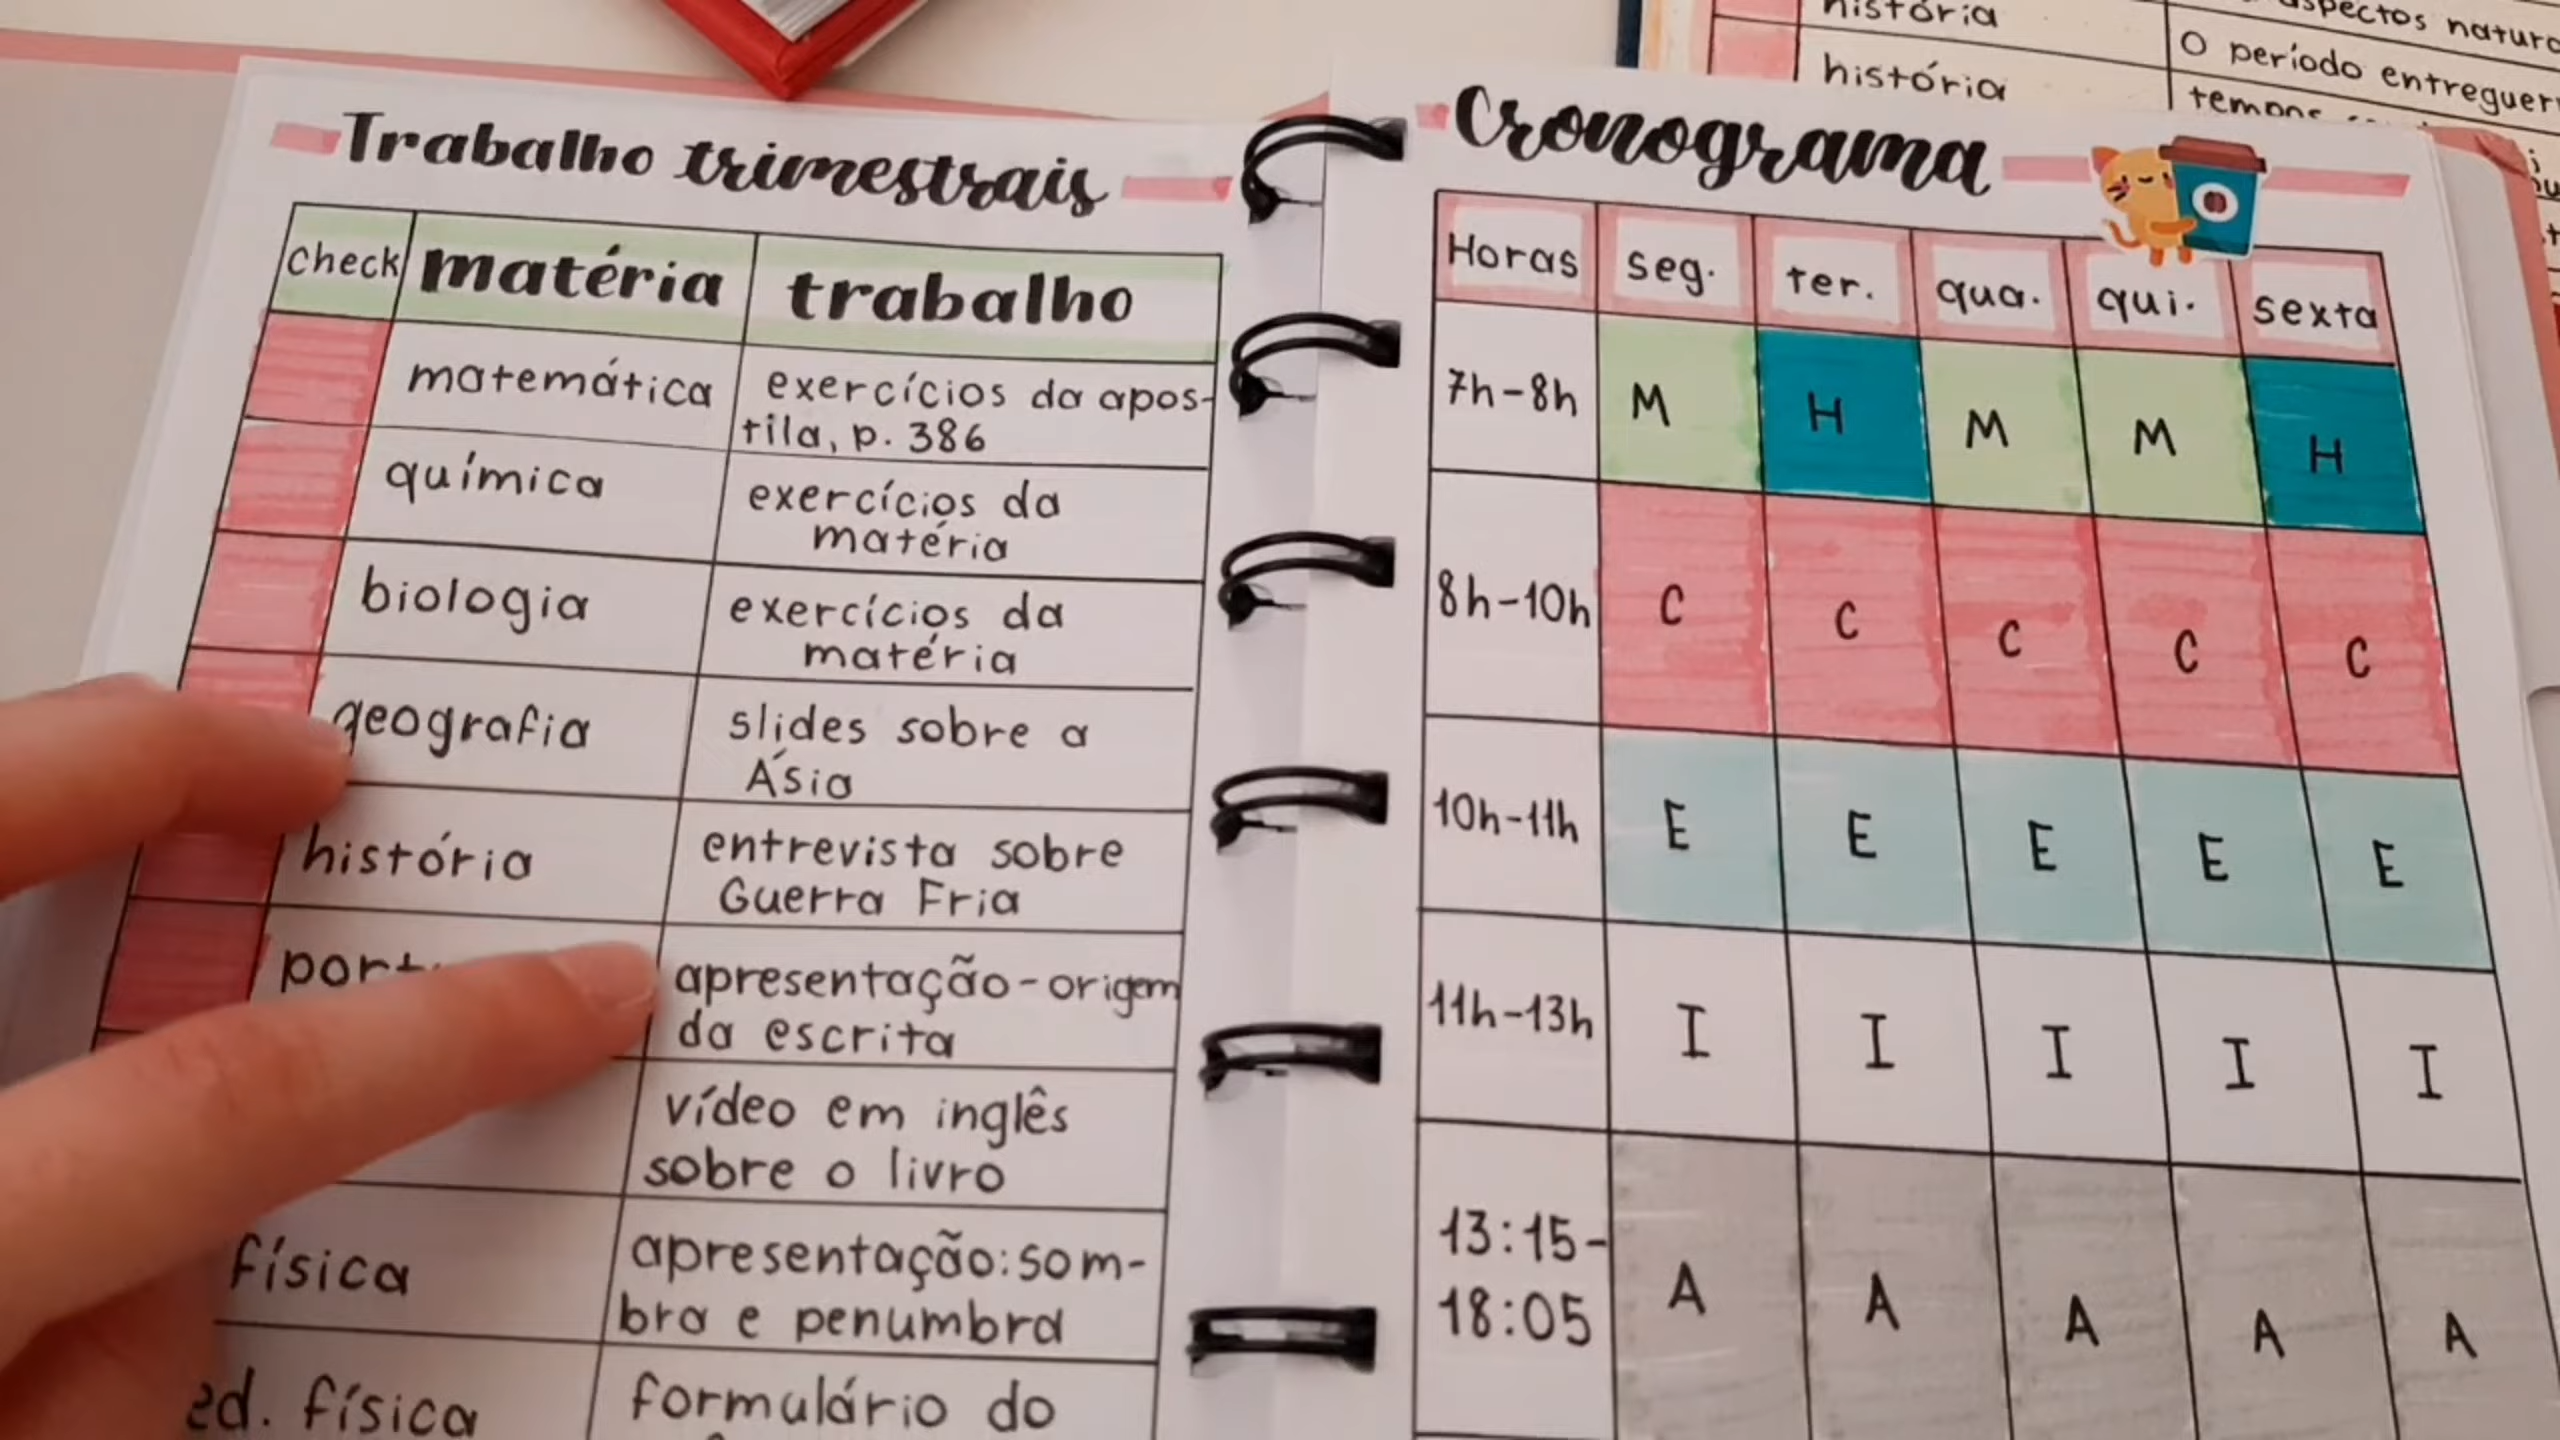 Trabalho trimestrais
check matéria trabalho
matemática exercícios da apos-
tila, p. 386
química exercícios da
matéria
biologia exercícios da
matéria
geografia slides sobre a
Ásia
história entrevista sobre
Guerra Fria
apresentação-origem
da escrita
vídeo em inglês
sobre o livro
física apresentação: som-
bra e penumbra
ed. física formulário do
Cronograma
Horas seg. ter. qua. qui. sexta
7h-8h M H M M H
8h-10h C C C C C
10h-11h E E E E E
11h-13h I I I I I
13:15-
18:05 A A A A A
história
história O período entreguer